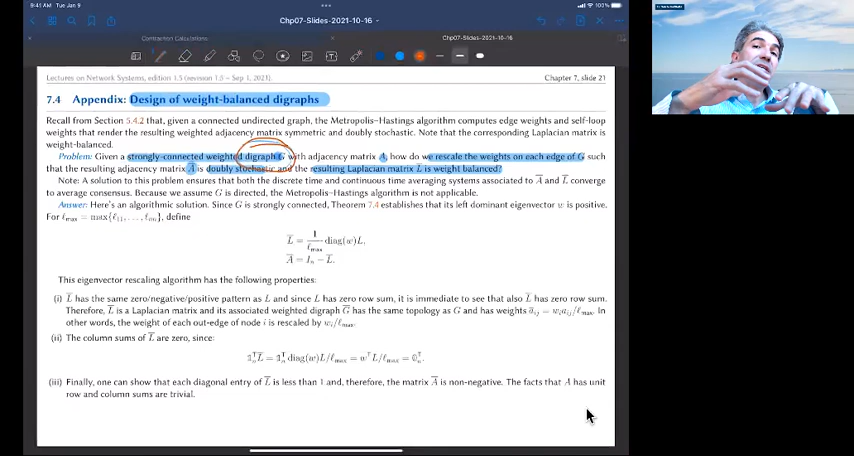 9:41 AM Tue Jan 9
100%
Chp07-Slides-2021-10-16
Contraction Calculations
Chp07-Slides-2021-10-16
Lectures on Network Systems, edition 1.5 (revision 1.5 – Sep 1, 2021).
Chapter 7, slide 21
7.4 Appendix: Design of weight-balanced digraphs
Recall from Section 5.4.2 that, given a connected undirected graph, the Metropolis–Hastings algorithm computes edge weights and self-loop
weights that render the resulting weighted adjacency matrix symmetric and doubly stochastic. Note that the corresponding Laplacian matrix is
weight-balanced.
Problem: Given a strongly-connected weighted digraph G with adjacency matrix A, how do we rescale the weights on each edge of G such
that the resulting adjacency matrix A̅ is doubly stochastic and the resulting Laplacian matrix L̅ is weight balanced?
Note: A solution to this problem ensures that both the discrete time and continuous time averaging systems associated to A̅ and L̅ converge
to average consensus. Because we assume G is directed, the Metropolis–Hastings algorithm is not applicable.
Answer: Here's an algorithmic solution. Since G is strongly connected, Theorem 7.4 establishes that its left dominant eigenvector w is positive.
For ℓmax = max{ℓ11, . . . , ℓnn}, define
L̅ = 1/ℓmax diag(w)L,
A̅ = In − L̅.
This eigenvector rescaling algorithm has the following properties:
(i) L̅ has the same zero/negative/positive pattern as L and since L has zero row sum, it is immediate to see that also L̅ has zero row sum.
Therefore, L̅ is a Laplacian matrix and its associated weighted digraph G̅ has the same topology as G and has weights a̅ij = wiaij/ℓmax. In
other words, the weight of each out-edge of node i is rescaled by wi/ℓmax.
(ii) The column sums of L̅ are zero, since:
𝟙ₙᵀL̅ = 𝟙ₙᵀ diag(w)L/ℓmax = wᵀL/ℓmax = 𝟘ₙᵀ.
(iii) Finally, one can show that each diagonal entry of L̅ is less than 1 and, therefore, the matrix A̅ is non-negative. The facts that A has unit
row and column sums are trivial.